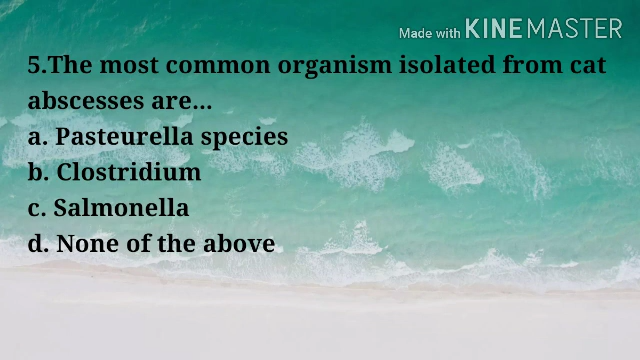 Made with KINEMASTER
5.The most common organism isolated from cat
abscesses are...
a. Pasteurella species
b. Clostridium
c. Salmonella
d. None of the above